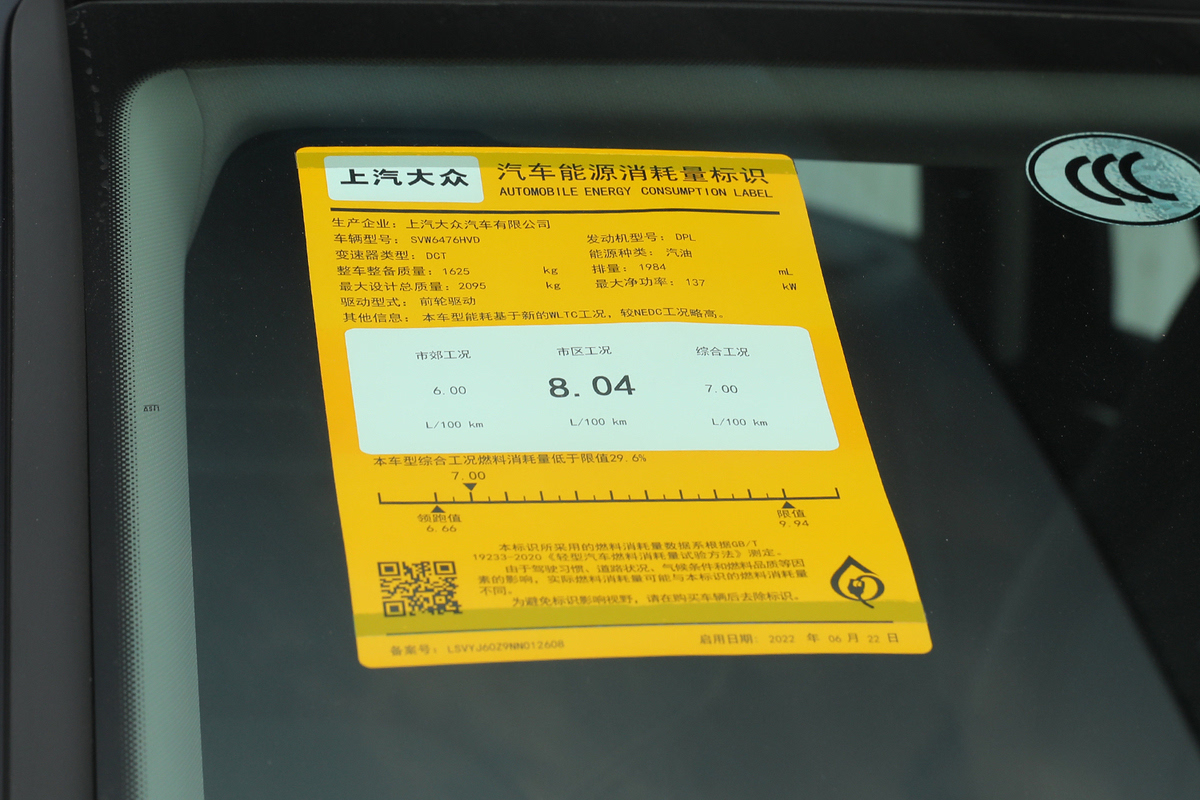 上汽大众
汽车能源消耗量标识
AUTOMOBILE ENERGY CONSUMPTION LABEL
生产企业：上汽大众汽车有限公司
车辆型号：SVW6476HVD 发动机型号：DPL
变速器类型：DCT 能源种类：汽油
整车整备质量：1625 kg 排量：1984 mL
最大设计总质量：2095 kg 最大净功率：137 kW
驱动型式：前轮驱动
其他信息：本车型能耗基于新的WLTC工况，较NEDC工况略高。
市郊工况 市区工况 综合工况
6.00 8.04 7.00
L/100 km L/100 km L/100 km
本车型综合工况燃料消耗量低于限值29.6%
7.00
领跑值 限值
6.66 9.94
本标识所采用的燃料消耗量数据系根据GB/T
19233-2020《轻型汽车燃料消耗量试验方法》测定。
由于驾驶习惯、道路状况、气候条件和燃料品质等因
素的影响，实际燃料消耗量可能与本标识的燃料消耗量
不同。
为避免标识影响视野，请在购买车辆后去除标识。
备案号：LSVYJ60Z9NN012608 启用日期：2022 年 06 月 22 日
CCC